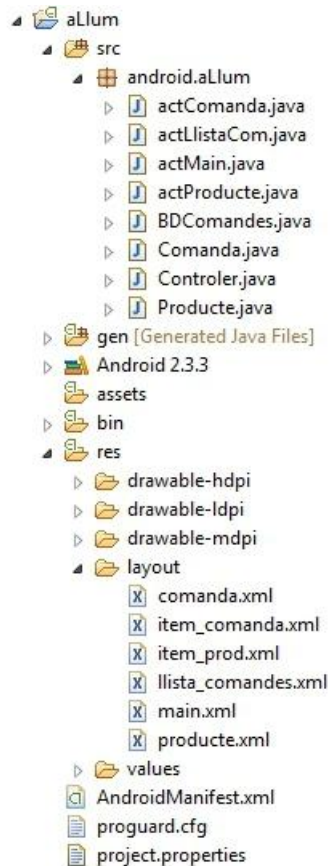 aLlum
src
android.aLlum
actComanda.java
actLlistaCom.java
actMain.java
actProducte.java
BDComandes.java
Comanda.java
Controler.java
Producte.java
gen [Generated Java Files]
Android 2.3.3
assets
bin
res
drawable-hdpi
drawable-ldpi
drawable-mdpi
layout
comanda.xml
item_comanda.xml
item_prod.xml
llista_comandes.xml
main.xml
producte.xml
values
AndroidManifest.xml
proguard.cfg
project.properties